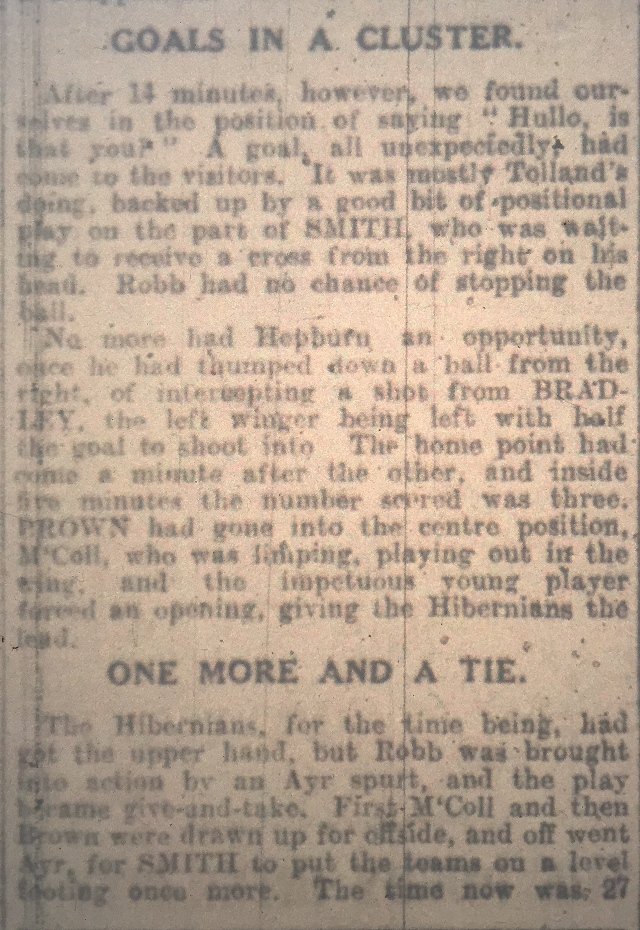 GOALS IN A CLUSTER.
After 14 minutes, however, we found our-
selves in the position of saying "Hullo, is
that you?" A goal, all unexpectedly, had
come to the visitors. It was mostly Tolland's
doing, backed up by a good bit of positional
play on the part of SMITH, who was wait-
ing to receive a cross from the right on his
head. Robb had no chance of stopping the
ball.
No more had Hepburn an opportunity,
once he had thumped down a ball from the
right, of intercepting a shot from BRAD-
LEY, the left winger being left with half
the goal to shoot into The home point had
come a minute after the other, and inside
five minutes the number scored was three.
BROWN had gone into the centre position,
M'Coll, who was limping, playing out in the
wing, and the impetuous young player
forced an opening, giving the Hibernians the
lead.
ONE MORE AND A TIE.
The Hibernians, for the time being, had
got the upper hand, but Robb was brought
into action by an Ayr spurt, and the play
became give-and-take. First M'Coll and then
Brown were drawn up for offside, and off went
Ayr, for SMITH to put the teams on a level
footing once more. The time now was 27